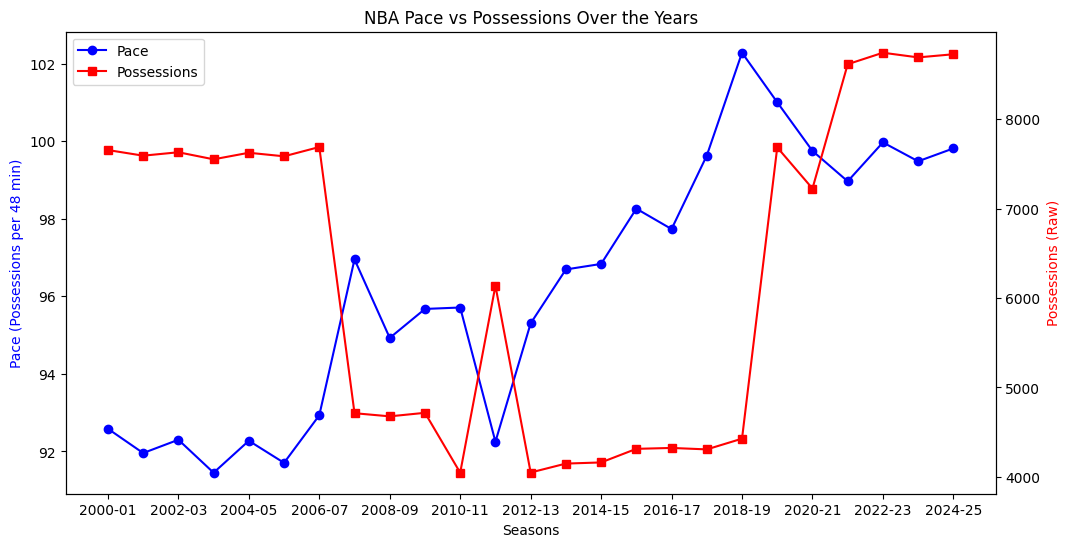 NBA Pace vs Possessions Over the Years
Pace
Possessions
Pace (Possessions per 48 min)
102
100
98
96
94
92
8000
7000
6000
5000
4000
Possessions (Raw)
2000-01 2002-03 2004-05 2006-07 2008-09 2010-11 2012-13 2014-15 2016-17 2018-19 2020-21 2022-23 2024-25
Seasons